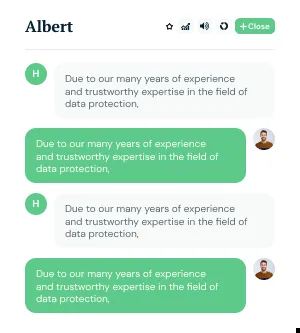 Albert
Close
H
Due to our many years of experience
and trustworthy expertise in the field of
data protection,
Due to our many years of experience
and trustworthy expertise in the field of
data protection,
H
Due to our many years of experience
and trustworthy expertise in the field of
data protection,
Due to our many years of experience
and trustworthy expertise in the field of
data protection,